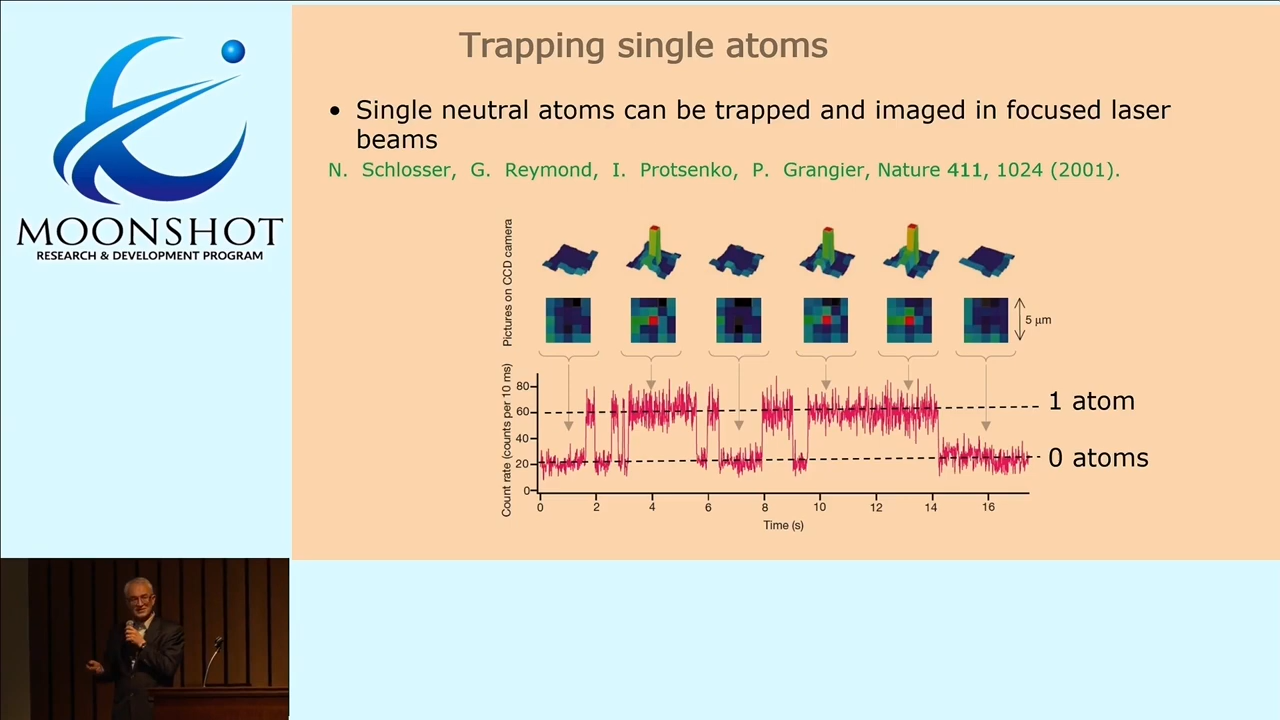 MOONSHOT
RESEARCH & DEVELOPMENT PROGRAM
Trapping single atoms
• Single neutral atoms can be trapped and imaged in focused laser
beams
N. Schlosser, G. Reymond, I. Protsenko, P. Grangier, Nature 411, 1024 (2001).
Pictures on CCD camera
5 μm
Count rate (counts per 10 ms)
80
60
40
20
0
1 atom
0 atoms
0 2 4 6 8 10 12 14 16
Time (s)